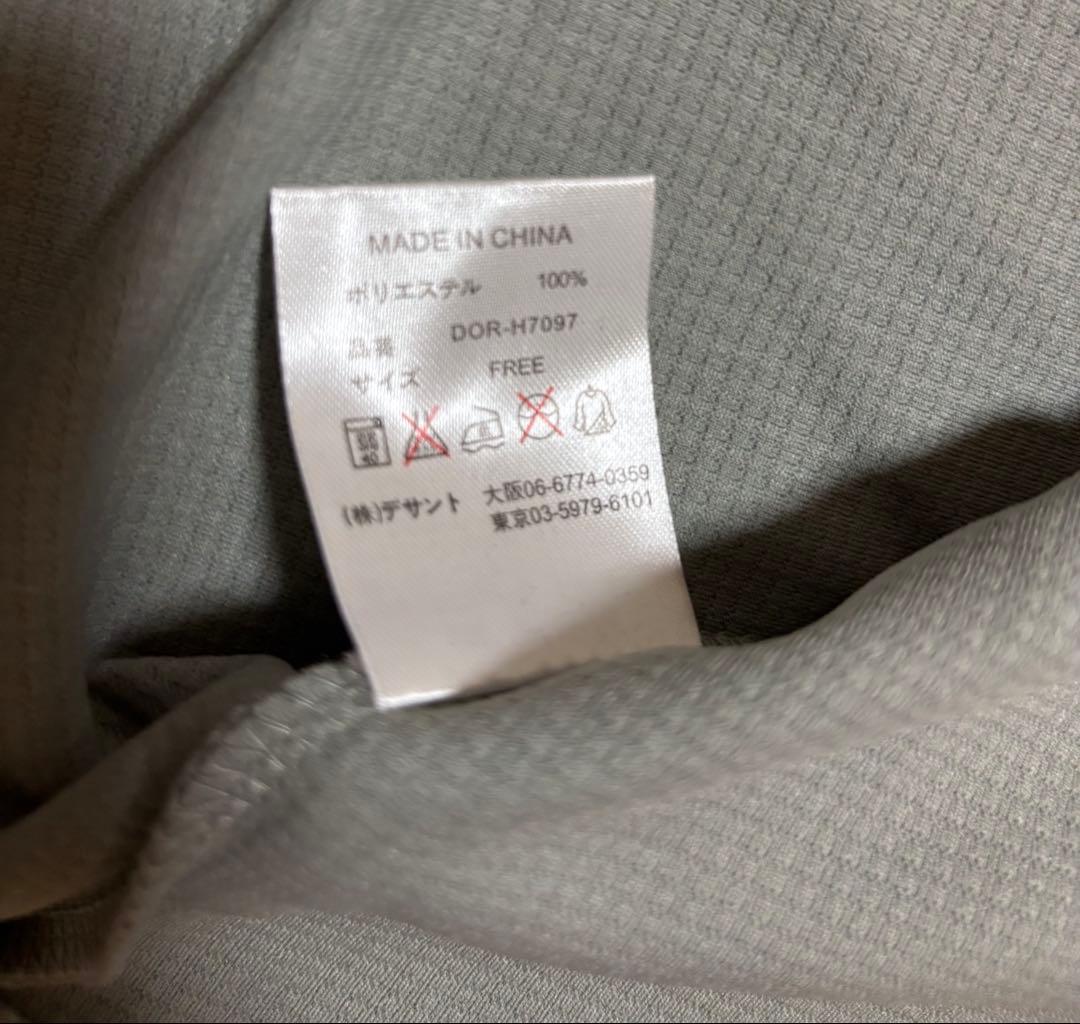 MADE IN CHINA
ポリエステル 100%
品番 DOR-H7097
サイズ FREE
40
(株)デサント 大阪06-6774-0359
東京03-5979-6101